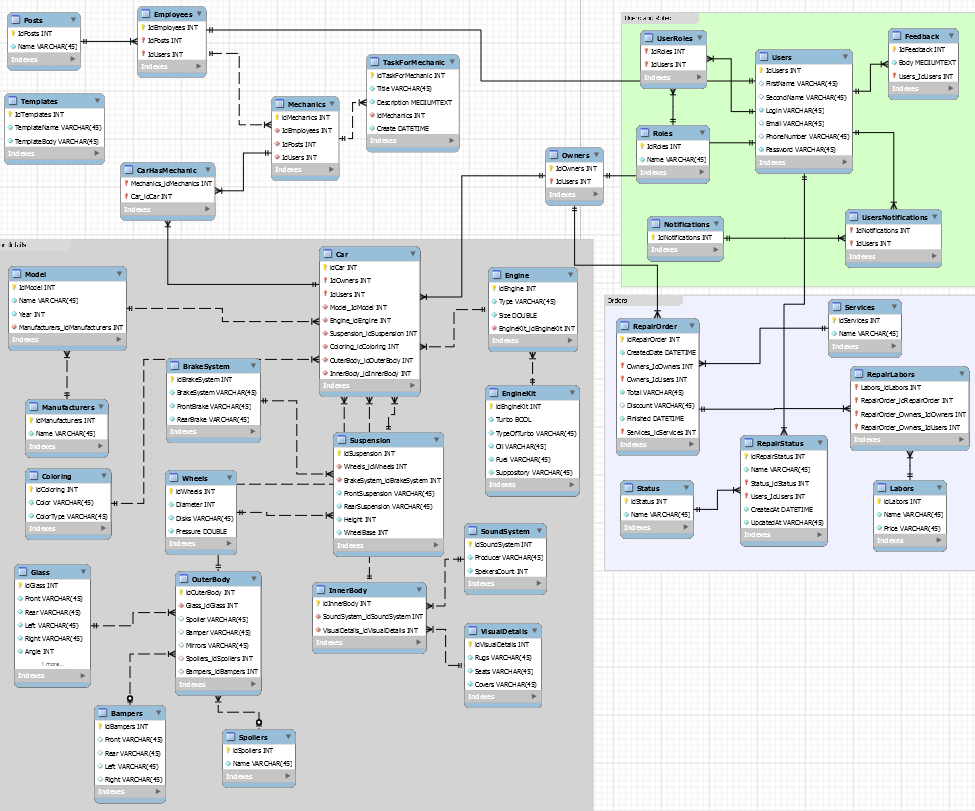 Posts
IdPosts INT
Name VARCHAR(45)
Indexes
Employees
IdEmployees INT
IdPosts INT
IdUsers INT
Indexes
Templates
IdTemplates INT
TemplateName VARCHAR(45)
TemplateBody VARCHAR(45)
Indexes
Mechanics
IdMechanics INT
IdEmployees INT
IdPosts INT
IdUsers INT
Indexes
TaskForMechanic
IdTaskForMechanic INT
Title VARCHAR(45)
Description MEDIUMTEXT
IdMechanics INT
Create DATETIME
Indexes
CarHasMechanic
Mechanics_IdMechanics INT
Car_IdCar INT
Indexes
Owners
IdOwners INT
IdUsers INT
Indexes
Users and Roles
UserRoles
IdRoles INT
IdUsers INT
Indexes
Users
IdUsers INT
FirstName VARCHAR(45)
SecondName VARCHAR(45)
Login VARCHAR(45)
Email VARCHAR(45)
PhoneNumber VARCHAR(45)
Password VARCHAR(45)
Indexes
Feedback
IdFeedback INT
Body MEDIUMTEXT
Users_IdUsers INT
Indexes
Roles
IdRoles INT
Name VARCHAR(45)
Indexes
Notifications
IdNotifications INT
Indexes
UsersNotifications
IdNotifications INT
IdUsers INT
Indexes
ar details
Model
IdModel INT
Name VARCHAR(45)
Year INT
Manufacturers_IdManufacturers INT
Indexes
Car
IdCar INT
IdOwners INT
IdUsers INT
Model_IdModel INT
Engine_IdEngine INT
Suspension_IdSuspension INT
Coloring_IdColoring INT
OuterBody_IdOuterBody INT
InnerBody_IdInnerBody INT
Indexes
Engine
IdEngine INT
Type VARCHAR(45)
Size DOUBLE
EngineKit_IdEngineKit INT
Indexes
BrakeSystem
IdBrakeSystem INT
BrakeSystem VARCHAR(45)
FrontBrake VARCHAR(45)
RearBrake VARCHAR(45)
Indexes
Manufacturers
IdManufacturers INT
Name VARCHAR(45)
Indexes
EngineKit
IdEngineKit INT
Turbo BOOL
TypeOfTurbo VARCHAR(45)
Oil VARCHAR(45)
Fuel VARCHAR(45)
Suppository VARCHAR(45)
Indexes
Coloring
IdColoring INT
Color VARCHAR(45)
ColorType VARCHAR(45)
Indexes
Wheels
IdWheels INT
Diameter INT
Disks VARCHAR(45)
Pressure DOUBLE
Indexes
Suspension
IdSuspension INT
Wheels_IdWheels INT
BrakeSystem_IdBrakeSystem INT
FrontSuspension VARCHAR(45)
RearSuspension VARCHAR(45)
Height INT
WheelBase INT
Indexes
SoundSystem
IdSoundSystem INT
Producer VARCHAR(45)
SpekersCount INT
Indexes
Glass
IdGlass INT
Front VARCHAR(45)
Rear VARCHAR(45)
Left VARCHAR(45)
Right VARCHAR(45)
Angle INT
1 more...
Indexes
OuterBody
IdOuterBody INT
Glass_IdGlass INT
Spoiler VARCHAR(45)
Bamper VARCHAR(45)
Mirrors VARCHAR(45)
Spoilers_IdSpoilers INT
Bampers_IdBampers INT
Indexes
InnerBody
IdInnerBody INT
SoundSystem_IdSoundSystem INT
VisualDetails_IdVisualDetails INT
Indexes
VisualDetails
IdVisualDetails INT
Rugs VARCHAR(45)
Seats VARCHAR(45)
Covers VARCHAR(45)
Indexes
Bampers
IdBampers INT
Front VARCHAR(45)
Rear VARCHAR(45)
Left VARCHAR(45)
Right VARCHAR(45)
Indexes
Spoilers
IdSpoilers INT
Name VARCHAR(45)
Indexes
Orders
RepairOrder
IdRepairOrder INT
CreatedDate DATETIME
Owners_IdOwners INT
Owners_IdUsers INT
Total VARCHAR(45)
Discount VARCHAR(45)
Finished DATETIME
Services_IdServices INT
Indexes
Services
IdServices INT
Name VARCHAR(45)
Indexes
RepairLabors
Labors_IdLabors INT
RepairOrder_IdRepairOrder INT
RepairOrder_Owners_IdOwners INT
RepairOrder_Owners_IdUsers INT
Indexes
RepairStatus
IdRepairStatus INT
Name VARCHAR(45)
Status_IdStatus INT
Users_IdUsers INT
CreatedAt DATETIME
UpdatedAt VARCHAR(45)
Indexes
Status
IdStatus INT
Name VARCHAR(45)
Indexes
Labors
IdLabors INT
Name VARCHAR(45)
Price VARCHAR(45)
Indexes